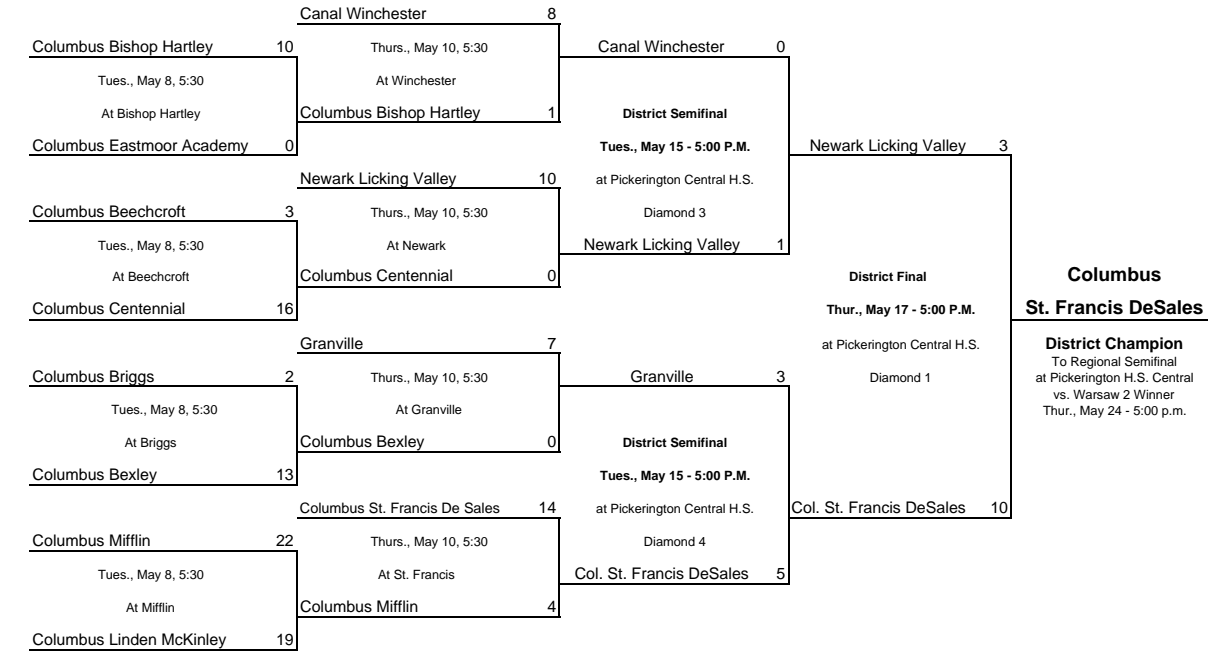 Canal Winchester 8
Columbus Bishop Hartley 10
Thurs., May 10, 5:30
Canal Winchester 0
Tues., May 8, 5:30
At Winchester
At Bishop Hartley
Columbus Bishop Hartley 1
District Semifinal
Columbus Eastmoor Academy 0
Tues., May 15 - 5:00 P.M.
Newark Licking Valley 3
Newark Licking Valley 10
at Pickerington Central H.S.
Columbus Beechcroft 3
Thurs., May 10, 5:30
Diamond 3
Tues., May 8, 5:30
At Newark
Newark Licking Valley 1
At Beechcroft
Columbus Centennial 0
District Final
Columbus
Columbus Centennial 16
Thur., May 17 - 5:00 P.M.
St. Francis DeSales
Granville 7
at Pickerington Central H.S.
District Champion
To Regional Semifinal
Columbus Briggs 2
Thurs., May 10, 5:30
Granville 3
Diamond 1
at Pickerington H.S. Central
vs. Warsaw 2 Winner
Tues., May 8, 5:30
At Granville
Thur., May 24 - 5:00 p.m.
At Briggs
Columbus Bexley 0
District Semifinal
Columbus Bexley 13
Tues., May 15 - 5:00 P.M.
Columbus St. Francis De Sales 14
at Pickerington Central H.S.
Col. St. Francis DeSales 10
Columbus Mifflin 22
Thurs., May 10, 5:30
Diamond 4
Tues., May 8, 5:30
At St. Francis
Col. St. Francis DeSales 5
At Mifflin
Columbus Mifflin 4
Columbus Linden McKinley 19